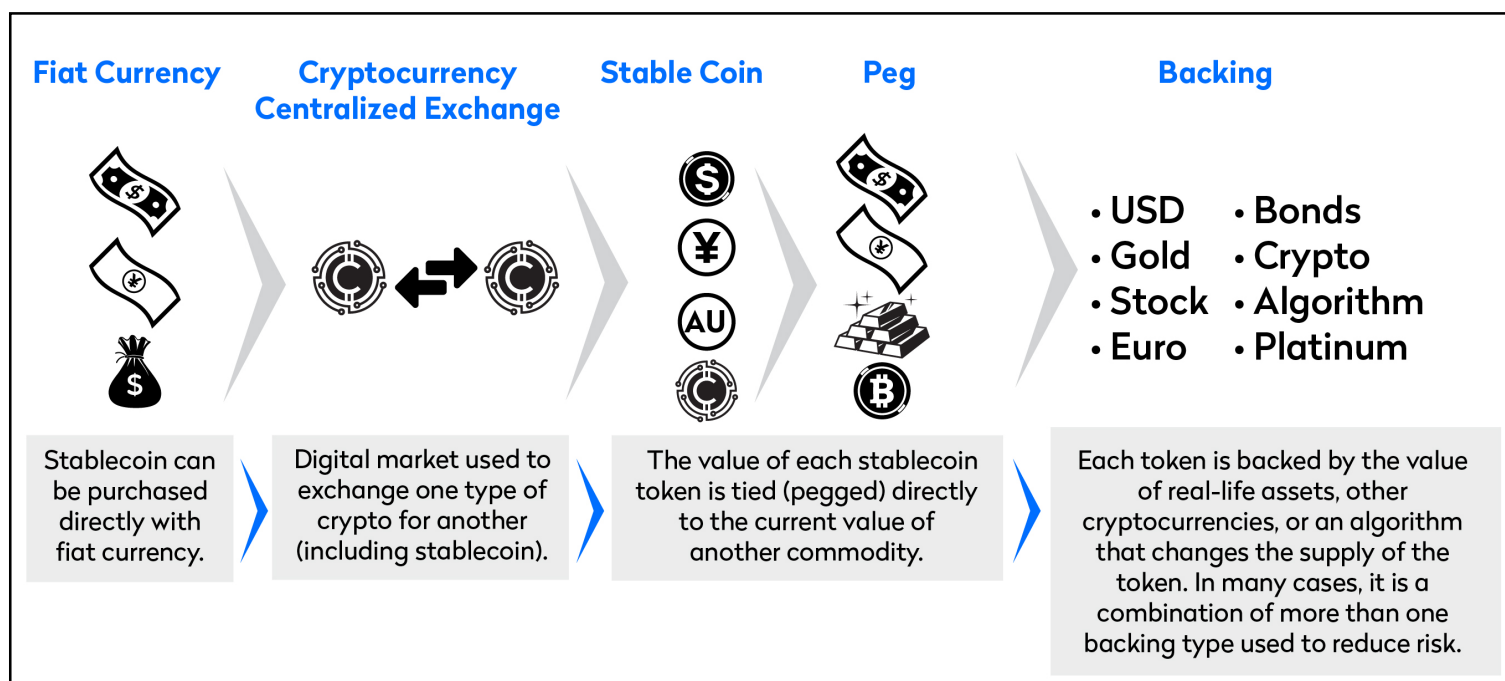 Fiat Currency
Cryptocurrency
Centralized Exchange
Stable Coin
Peg
Backing
$
¥
$
C
C
$
¥
AU
C
$
¥
₿
• USD
• Gold
• Stock
• Euro
• Bonds
• Crypto
• Algorithm
• Platinum
Stablecoin can
be purchased
directly with
fiat currency.
Digital market used to
exchange one type of
crypto for another
(including stablecoin).
The value of each stablecoin
token is tied (pegged) directly
to the current value of
another commodity.
Each token is backed by the value
of real-life assets, other
cryptocurrencies, or an algorithm
that changes the supply of the
token. In many cases, it is a
combination of more than one
backing type used to reduce risk.